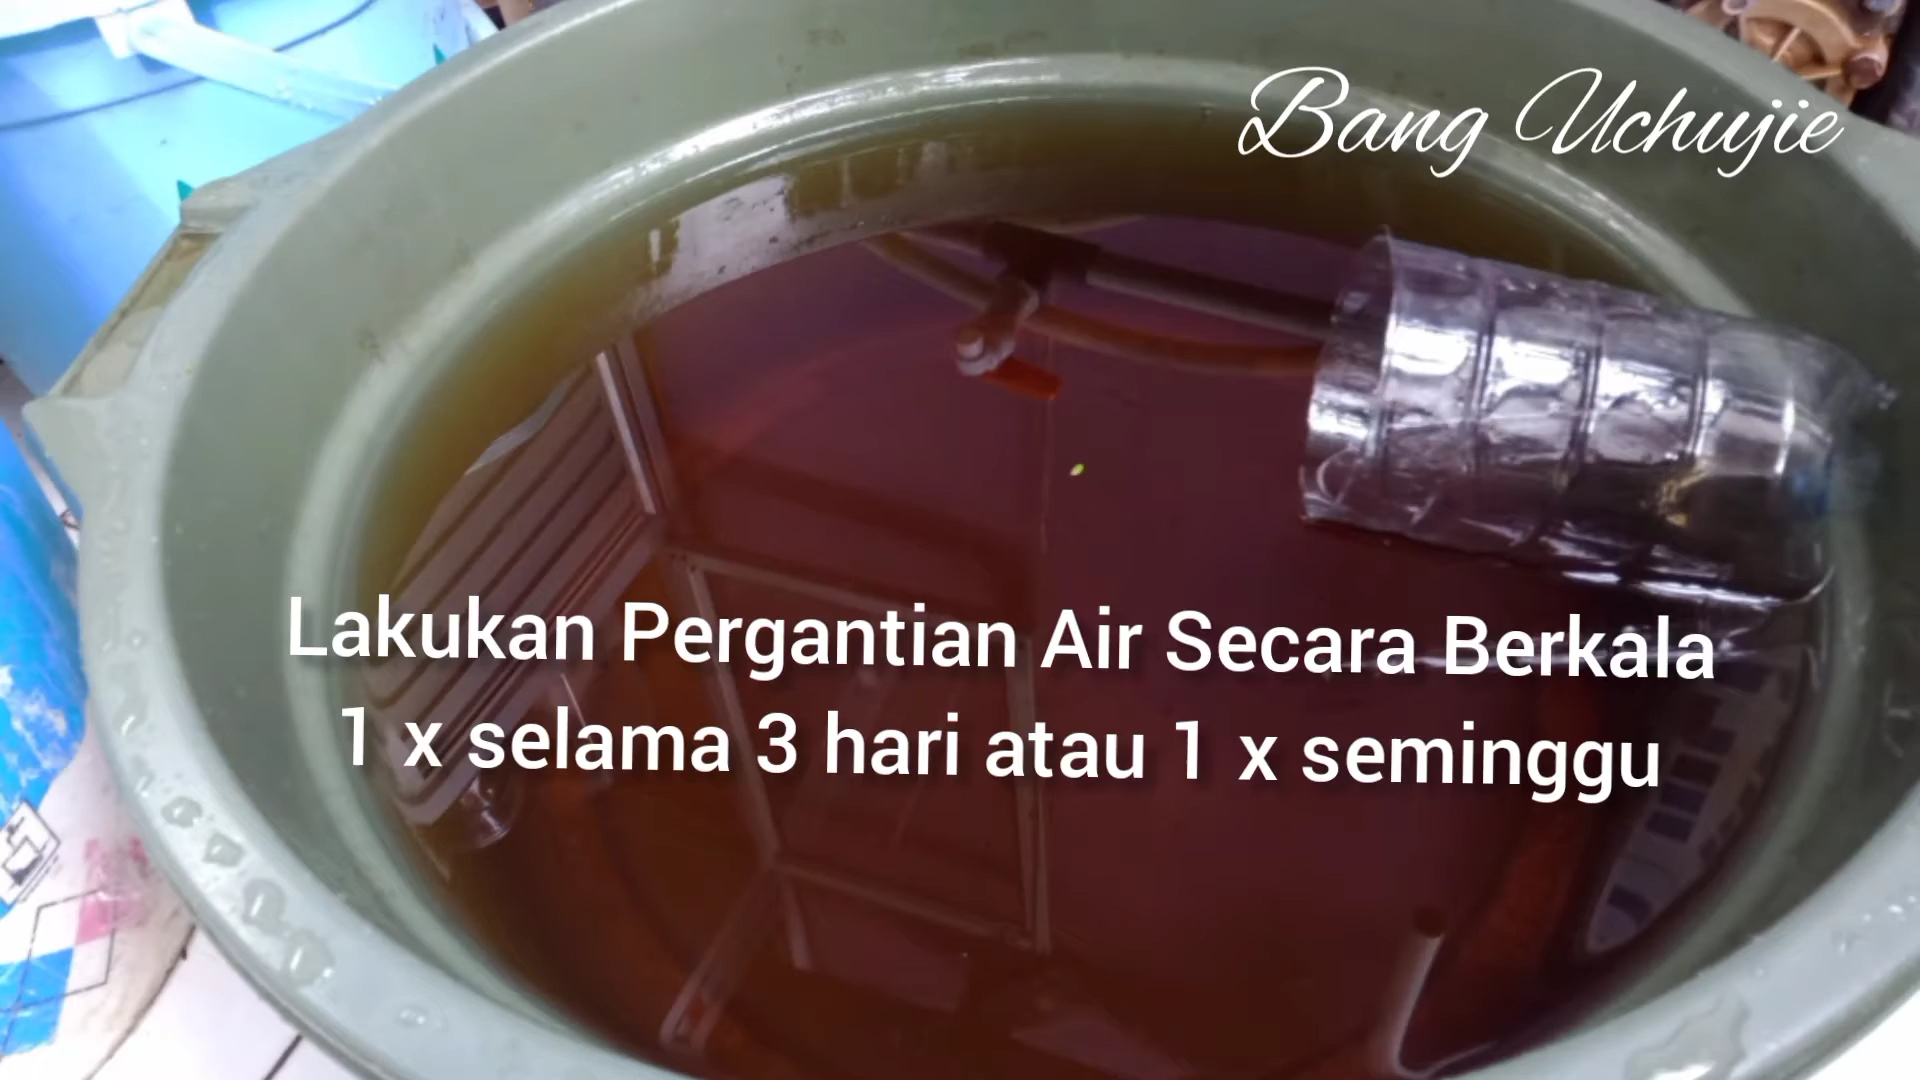 Bang Uchujie
Lakukan Pergantian Air Secara Berkala
1 x selama 3 hari atau 1 x seminggu